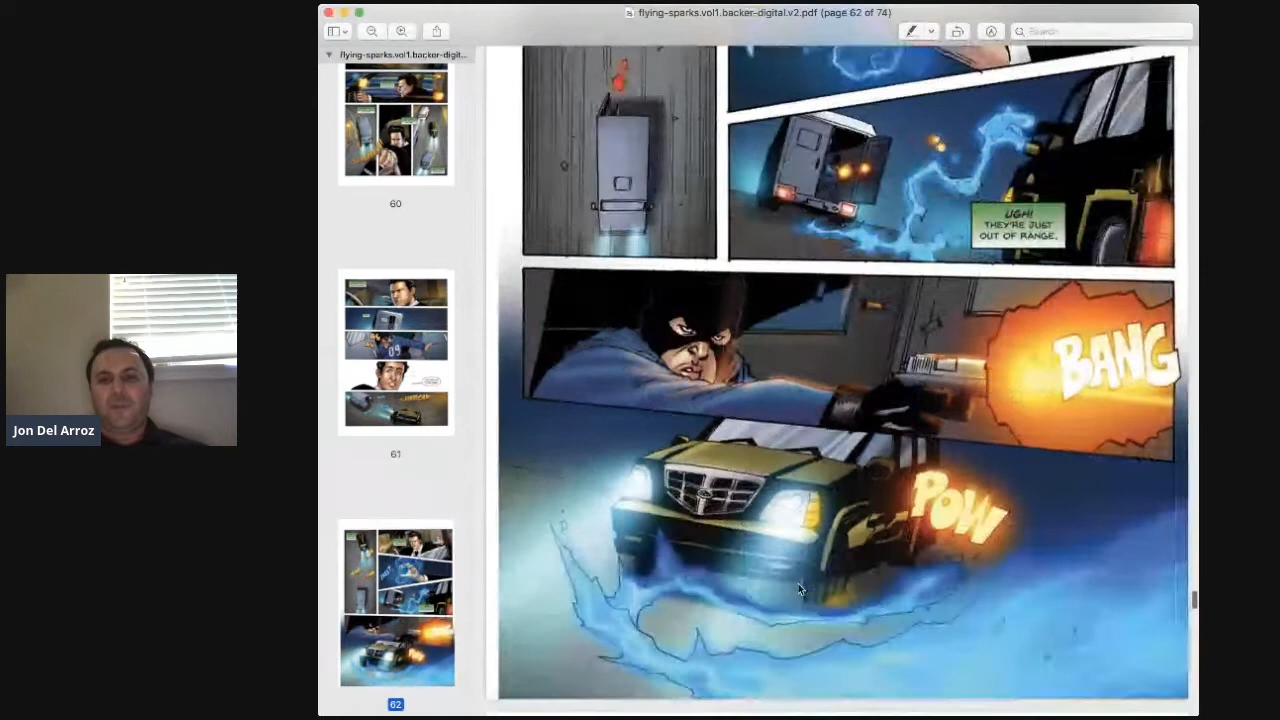 flying-sparks.vol1.backer-digital.v2.pdf (page 62 of 74)
Search
flying-sparks.vol1.backer-digit...
60
61
62
UGH!
THEY'RE JUST
OUT OF RANGE.
BANG
POW
Jon Del Arroz